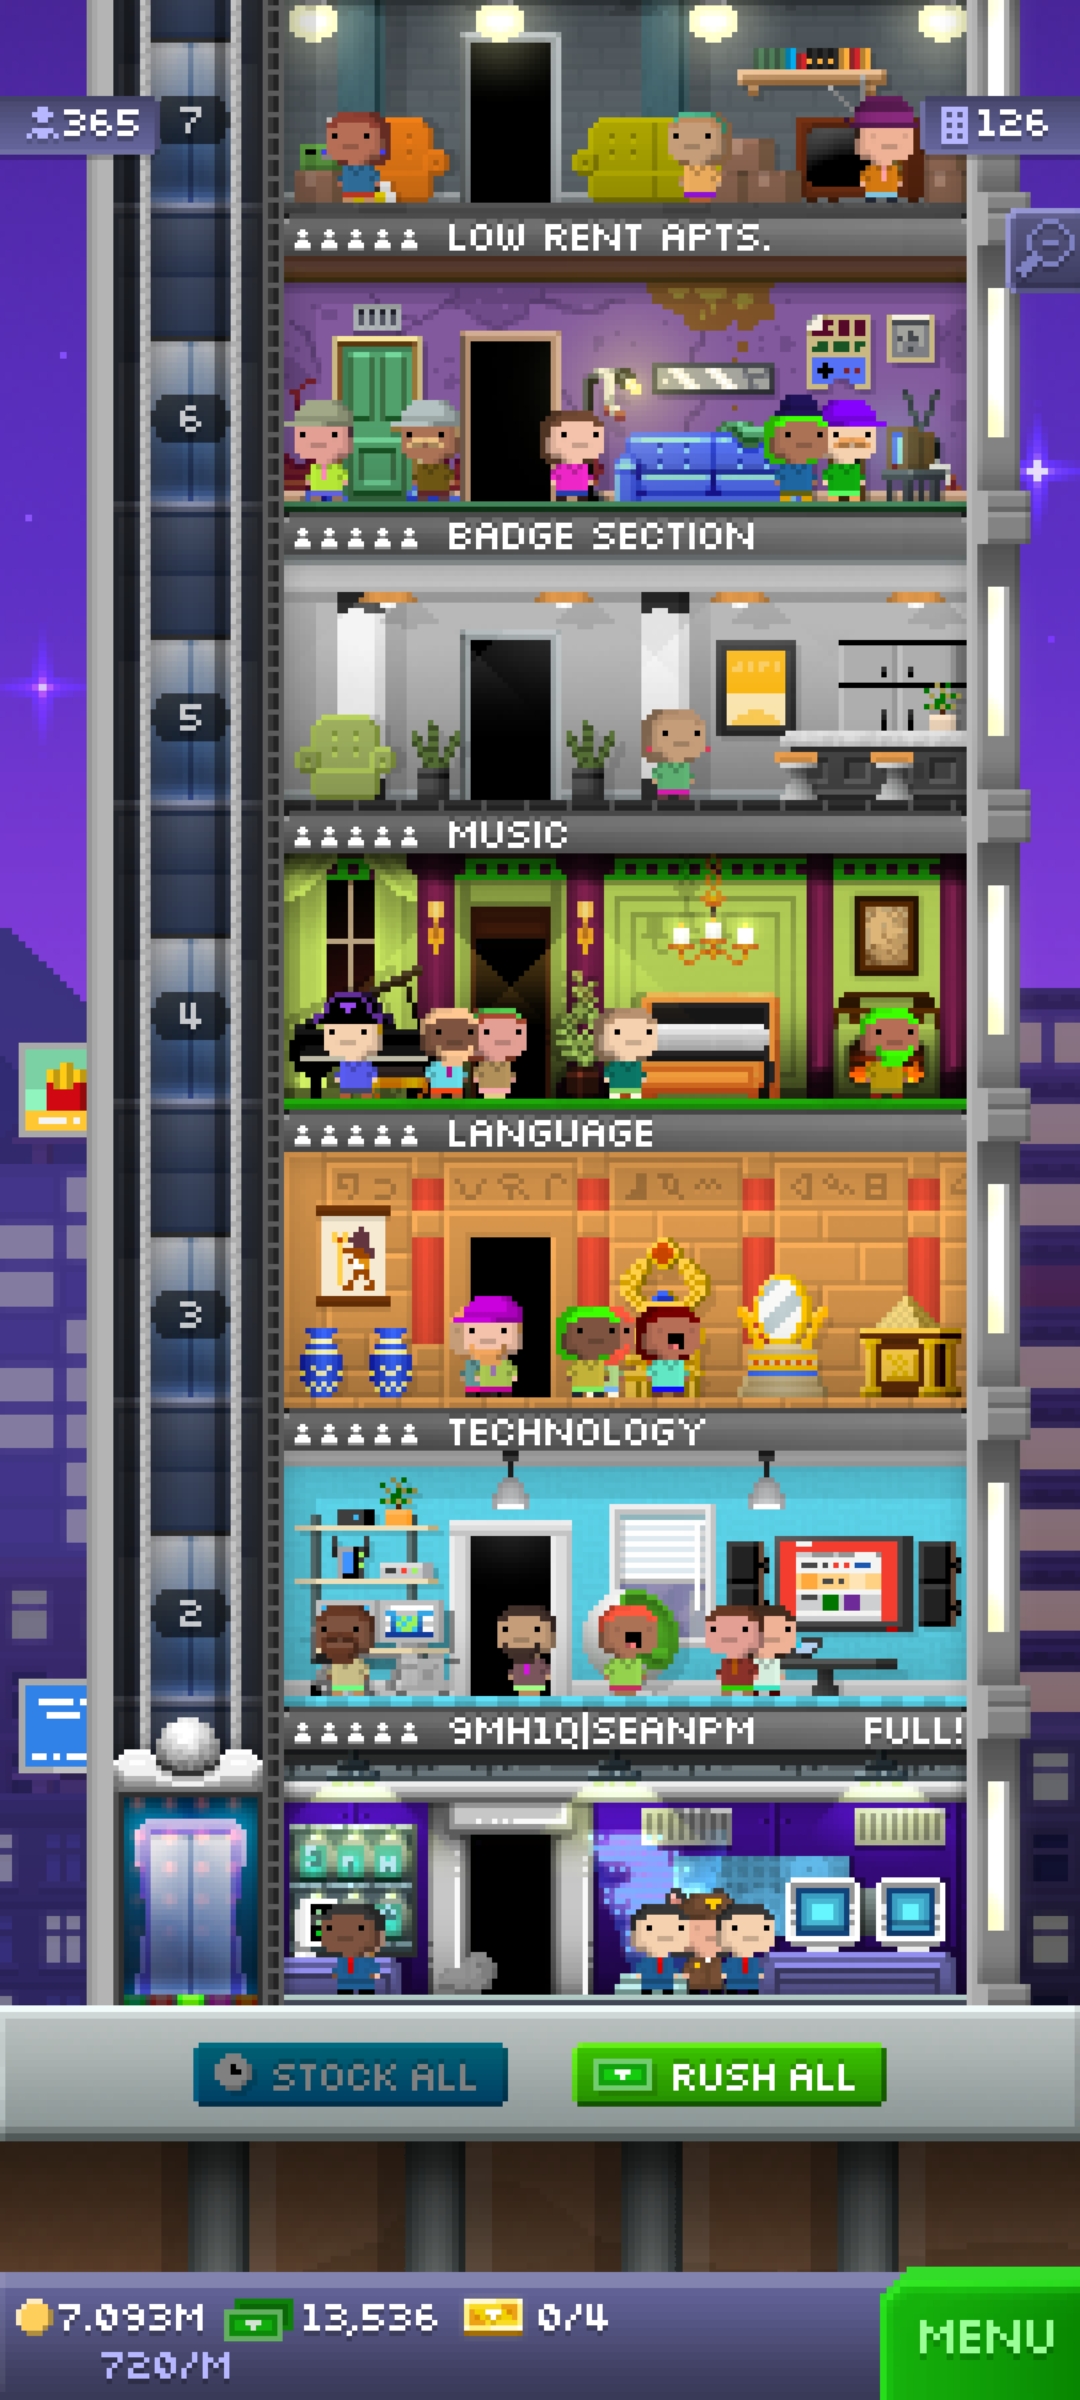 7
365
126
LOW RENT APTS.
6
BADGE SECTION
5
MUSIC
4
LANGUAGE
3
TECHNOLOGY
2
9MH1Q|SEANPM FULL!
STOCK ALL
RUSH ALL
7.093M 13,536 0/4
720/M
MENU